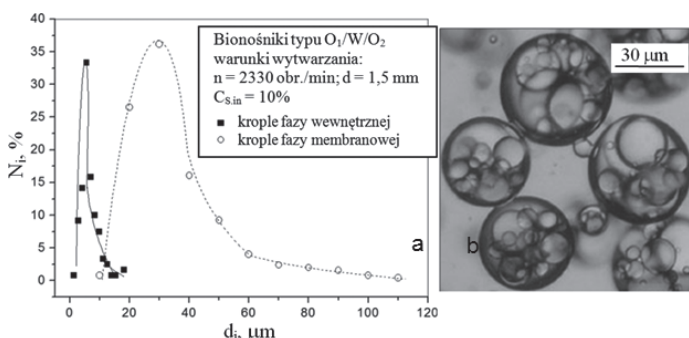 40
35
30
25
20
15
10
5
0
N_i, %
Bionośniki typu O₁/W/O₂
warunki wytwarzania:
n = 2330 obr./min; d = 1,5 mm
C_S.in = 10%
■ krople fazy wewnętrznej
○ krople fazy membranowej
a
0 20 40 60 80 100 120
d_i, µm
30 µm
b